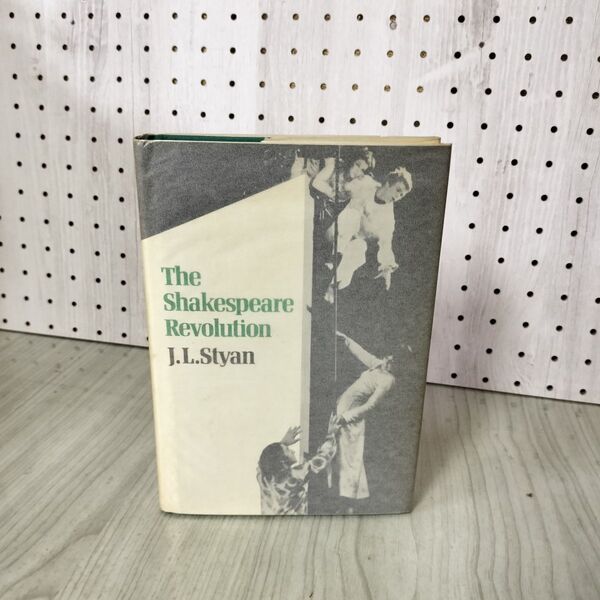 The
Shakespeare
Revolution
J.L.Styan